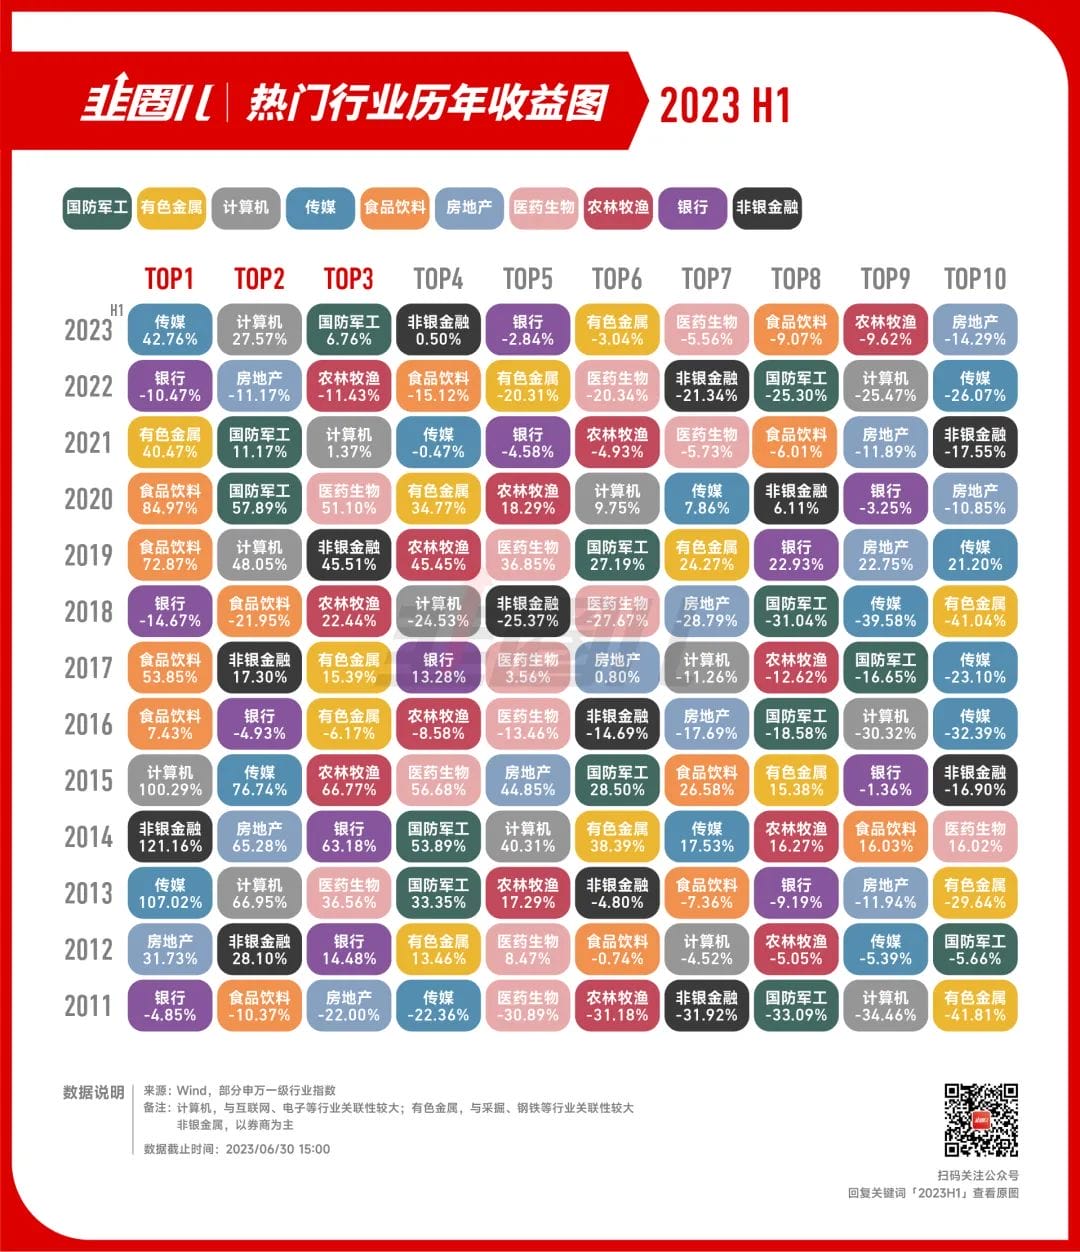 韭圈儿 热门行业历年收益图 2023 H1
国防军工 有色金属 计算机 传媒 食品饮料 房地产 医药生物 农林牧渔 银行 非银金融
TOP1 TOP2 TOP3 TOP4 TOP5 TOP6 TOP7 TOP8 TOP9 TOP10
H1
2023 传媒 计算机 国防军工 非银金融 银行 有色金属 医药生物 食品饮料 农林牧渔 房地产
42.76% 27.57% 6.76% 0.50% -2.84% -3.04% -5.56% -9.07% -9.62% -14.29%
2022 银行 房地产 农林牧渔 食品饮料 有色金属 医药生物 非银金融 国防军工 计算机 传媒
-10.47% -11.17% -11.43% -15.12% -20.31% -20.34% -21.34% -25.30% -25.47% -26.07%
2021 有色金属 国防军工 计算机 传媒 银行 农林牧渔 医药生物 食品饮料 房地产 非银金融
40.47% 11.17% 1.37% -0.47% -4.58% -4.93% -5.73% -6.01% -11.89% -17.55%
2020 食品饮料 国防军工 医药生物 有色金属 农林牧渔 计算机 传媒 非银金融 银行 房地产
84.97% 57.89% 51.10% 34.77% 18.29% 9.75% 7.86% 6.11% -3.25% -10.85%
2019 食品饮料 计算机 非银金融 农林牧渔 医药生物 国防军工 有色金属 银行 房地产 传媒
72.87% 48.05% 45.51% 45.45% 36.85% 27.19% 24.27% 22.93% 22.75% 21.20%
2018 银行 食品饮料 农林牧渔 计算机 非银金融 医药生物 房地产 国防军工 传媒 有色金属
-14.67% -21.95% 22.44% -24.53% -25.37% -27.67% -28.79% -31.04% -39.58% -41.04%
2017 食品饮料 非银金融 有色金属 银行 医药生物 房地产 计算机 农林牧渔 国防军工 传媒
53.85% 17.30% 15.39% 13.28% 3.56% 0.80% -11.26% -12.62% -16.65% -23.10%
2016 食品饮料 银行 有色金属 农林牧渔 医药生物 非银金融 房地产 国防军工 计算机 传媒
7.43% -4.93% -6.17% -8.58% -13.46% -14.69% -17.69% -18.58% -30.32% -32.39%
2015 计算机 传媒 农林牧渔 医药生物 房地产 国防军工 食品饮料 有色金属 银行 非银金融
100.29% 76.74% 66.77% 56.68% 44.85% 28.50% 26.58% 15.38% -1.36% -16.90%
2014 非银金融 房地产 银行 国防军工 计算机 有色金属 传媒 农林牧渔 食品饮料 医药生物
121.16% 65.28% 63.18% 53.89% 40.31% 38.39% 17.53% 16.27% 16.03% 16.02%
2013 传媒 计算机 医药生物 国防军工 农林牧渔 非银金融 食品饮料 银行 房地产 有色金属
107.02% 66.95% 36.56% 33.35% 17.29% -4.80% -7.36% -9.19% -11.94% -29.64%
2012 房地产 非银金融 银行 有色金属 医药生物 食品饮料 计算机 农林牧渔 传媒 国防军工
31.73% 28.10% 14.48% 13.46% 8.47% -0.74% -4.52% -5.05% -5.39% -5.66%
2011 银行 食品饮料 房地产 传媒 医药生物 农林牧渔 非银金融 国防军工 计算机 有色金属
-4.85% -10.37% -22.00% -22.36% -30.89% -31.18% -31.92% -33.09% -34.46% -41.81%
数据说明 来源：Wind，部分申万一级行业指数
备注：计算机，与互联网、电子等行业关联性较大；有色金属，与采掘、钢铁等行业关联性较大
非银金属，以券商为主
数据截止时间：2023/06/30 15:00
扫码关注公众号
回复关键词「2023H1」查看原图